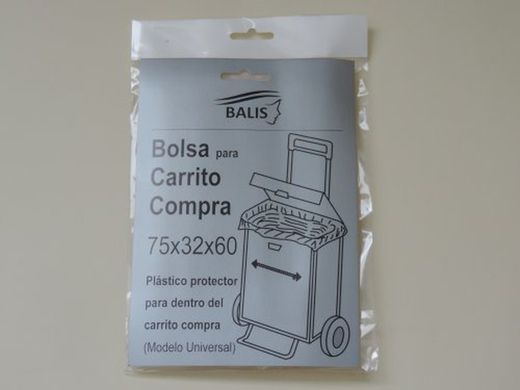 BALIS
Bolsa para
Carrito
Compra
75x32x60
Plástico protector
para dentro del
carrito compra
(Modelo Universal)